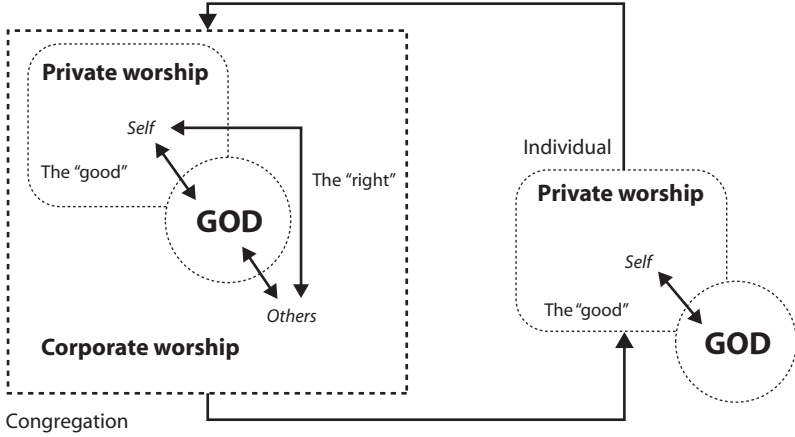 Private worship
Self
The “good”
The “right”
GOD
Others
Corporate worship
Congregation
Individual
Private worship
Self
The “good”
GOD